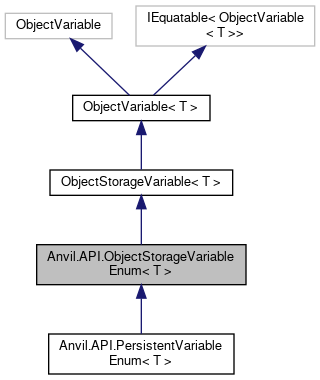 ObjectVariable
IEquatable< ObjectVariable
< T >>
ObjectVariable< T >
ObjectStorageVariable< T >
Anvil.API.ObjectStorageVariable
Enum< T >
Anvil.API.PersistentVariable
Enum< T >